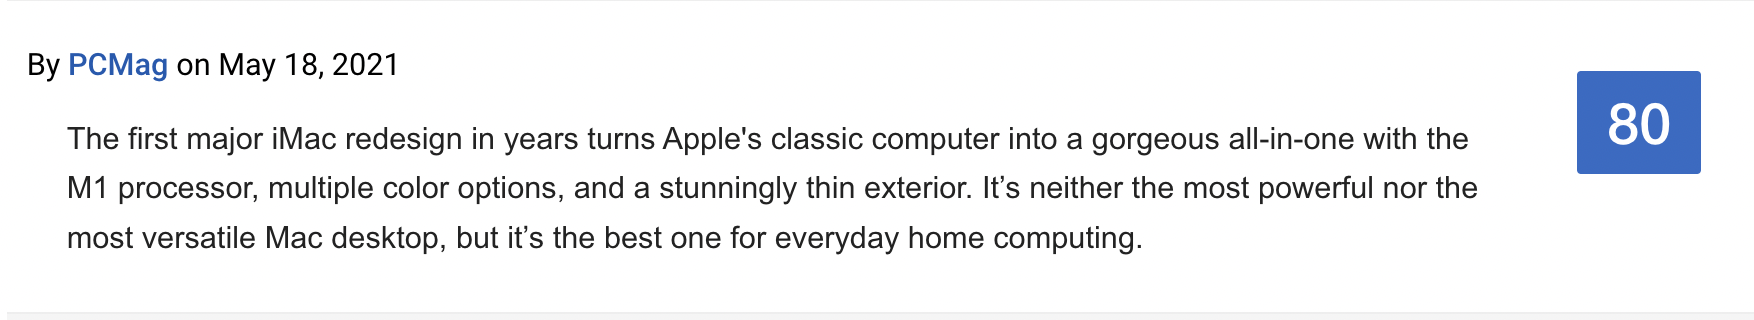 By PCMag on May 18, 2021
80
The first major iMac redesign in years turns Apple's classic computer into a gorgeous all-in-one with the
M1 processor, multiple color options, and a stunningly thin exterior. It’s neither the most powerful nor the
most versatile Mac desktop, but it’s the best one for everyday home computing.